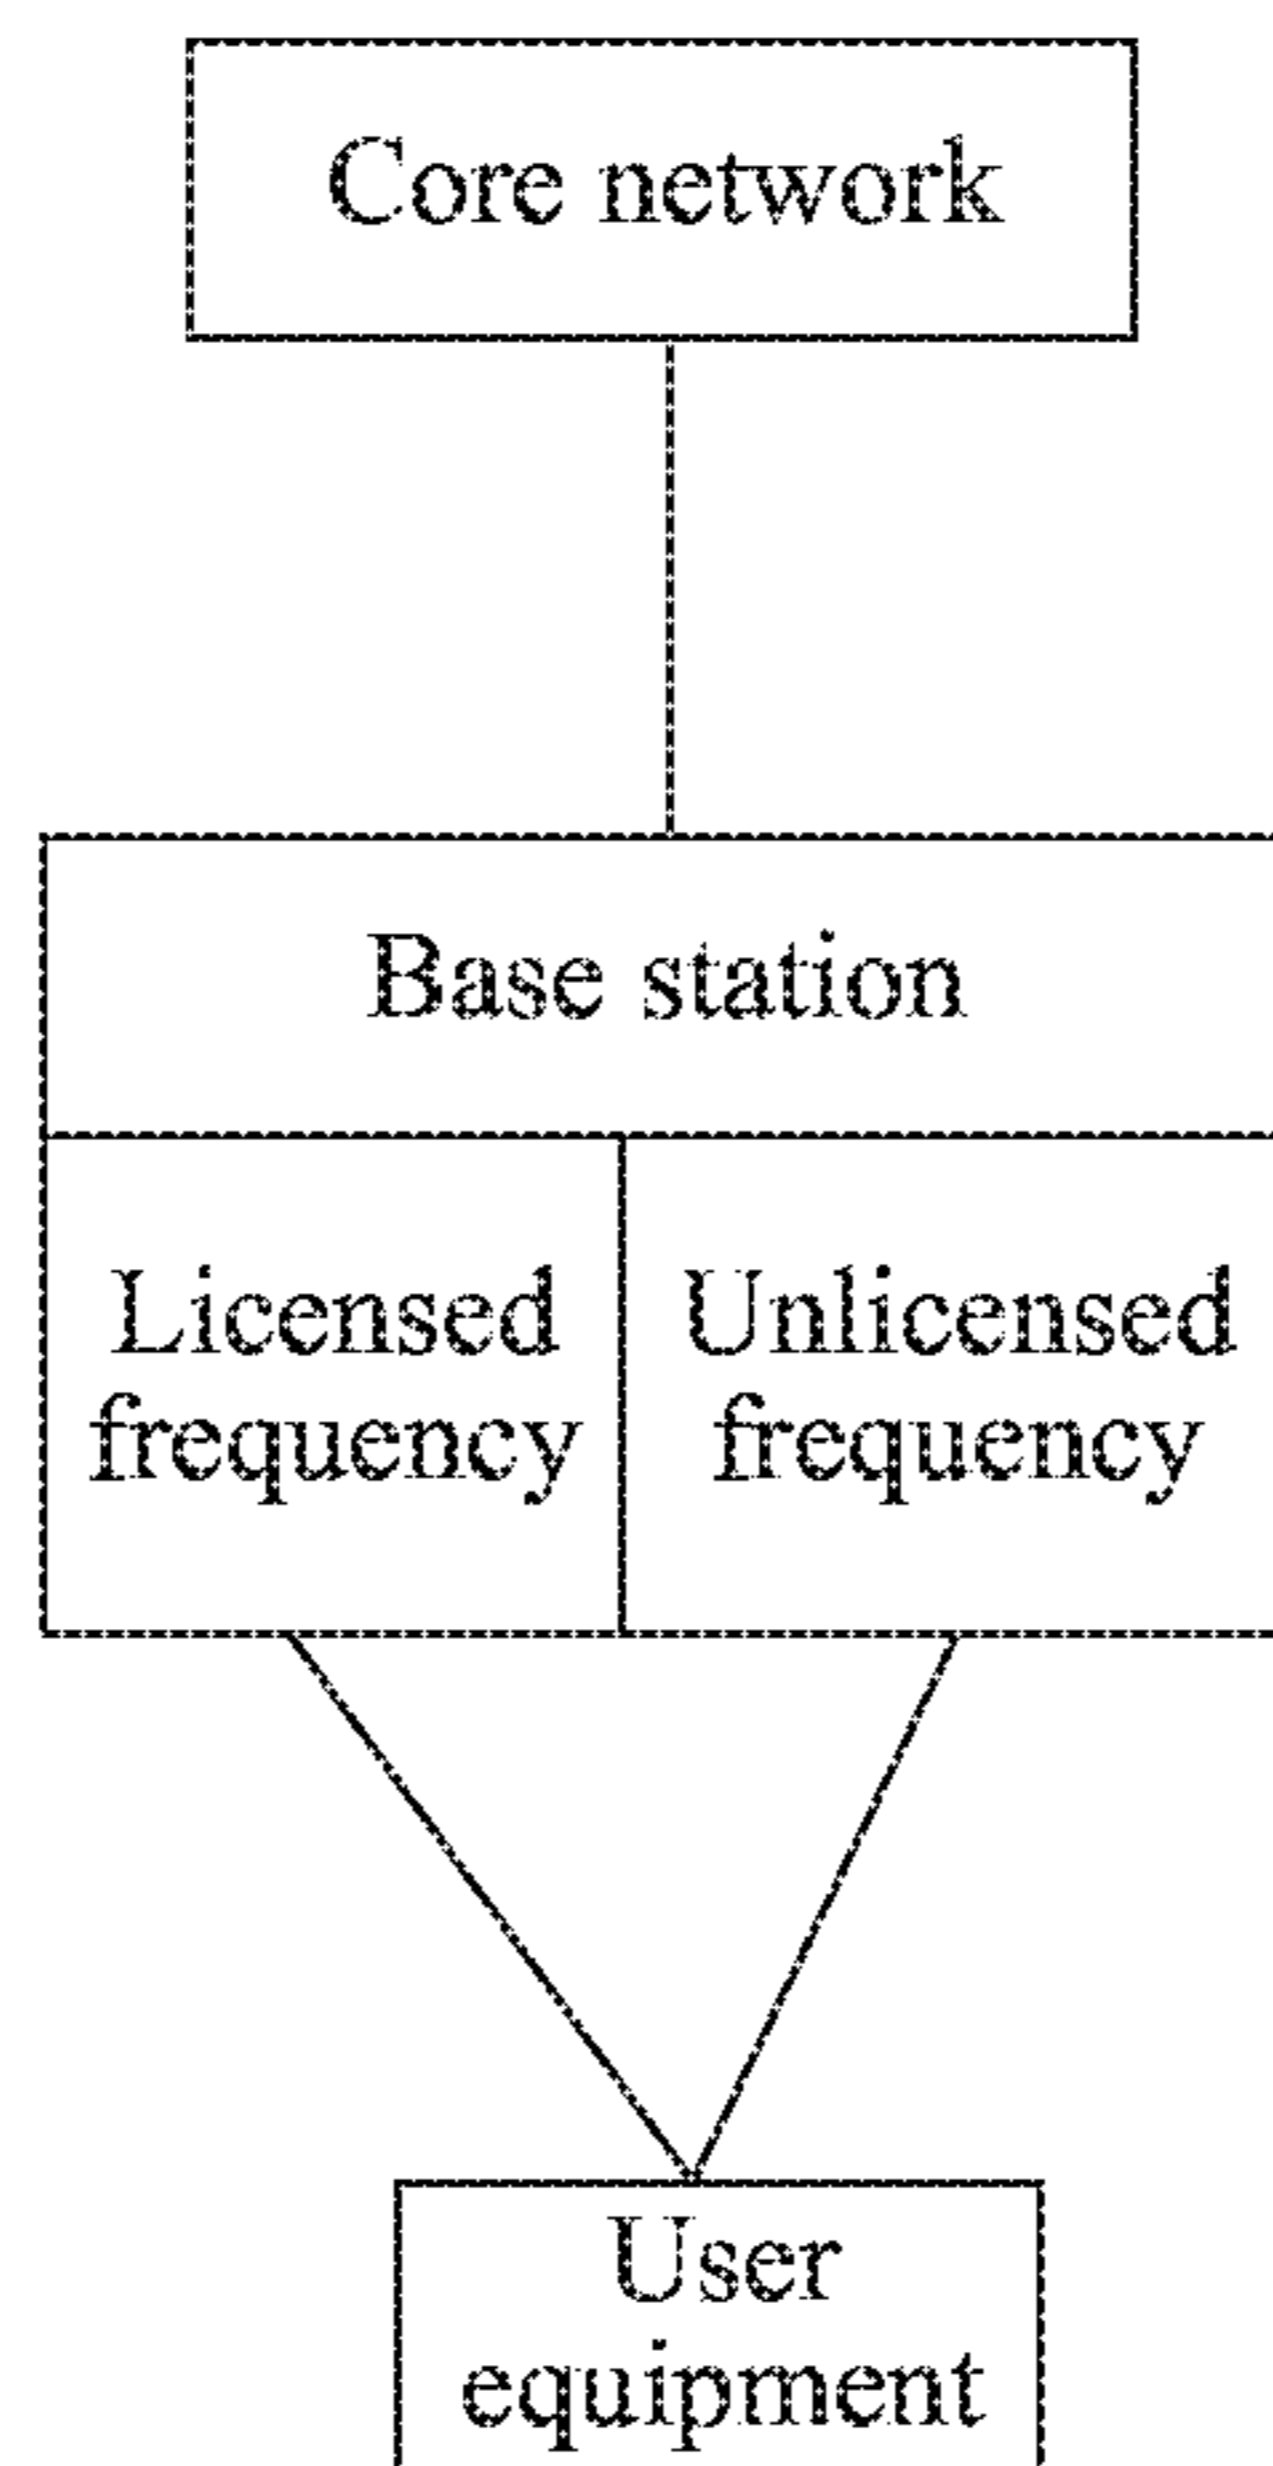 Core network
Base station
Licensed
frequency
Unlicensed
frequency
User
equipment